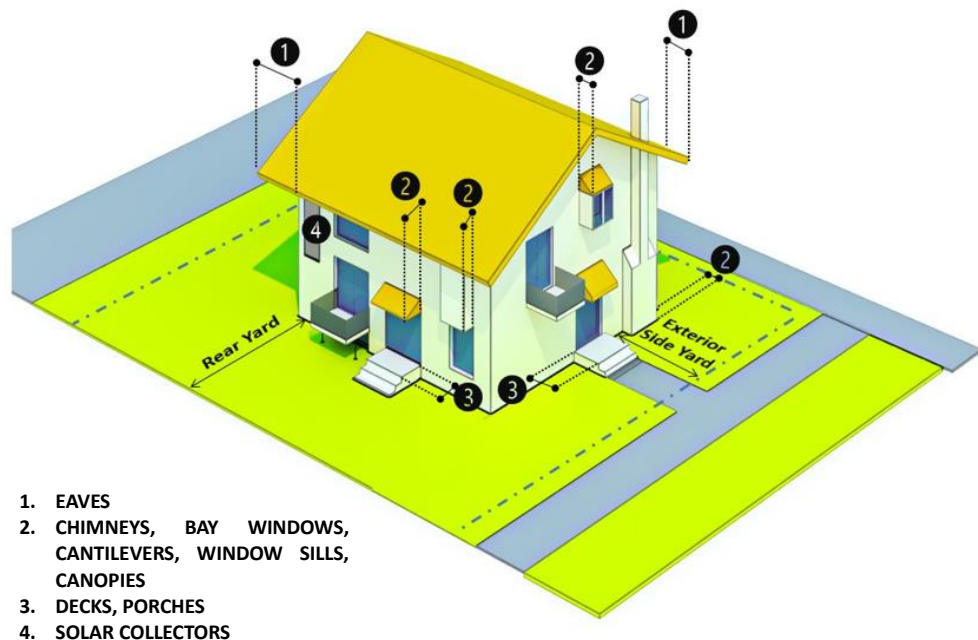 1
1
2
2
2
4
2
Rear Yard
Exterior
Side Yard
3
3
1. EAVES
2. CHIMNEYS, BAY WINDOWS,
CANTILEVERS, WINDOW SILLS,
CANOPIES
3. DECKS, PORCHES
4. SOLAR COLLECTORS